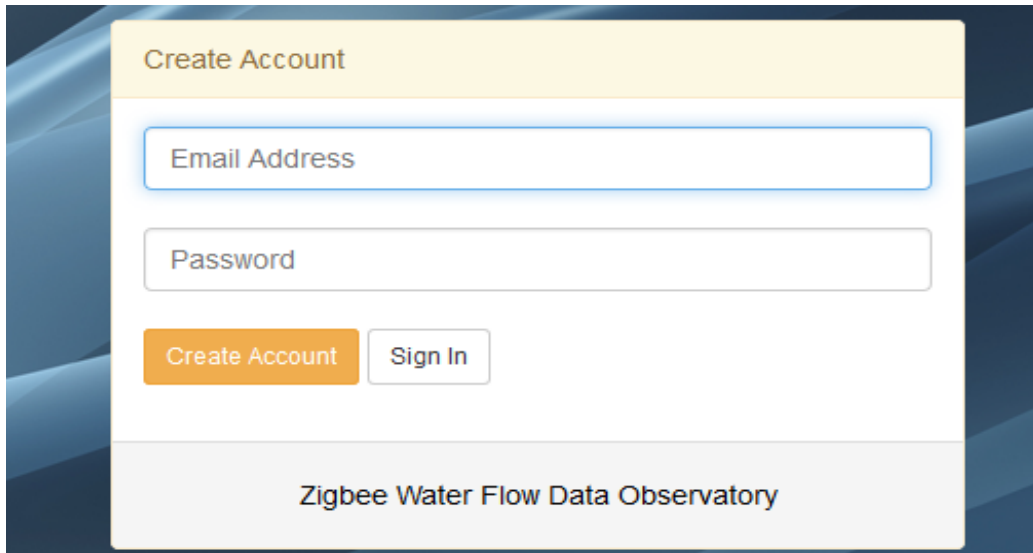 Create Account
Email Address
Password
Create Account Sign In
Zigbee Water Flow Data Observatory